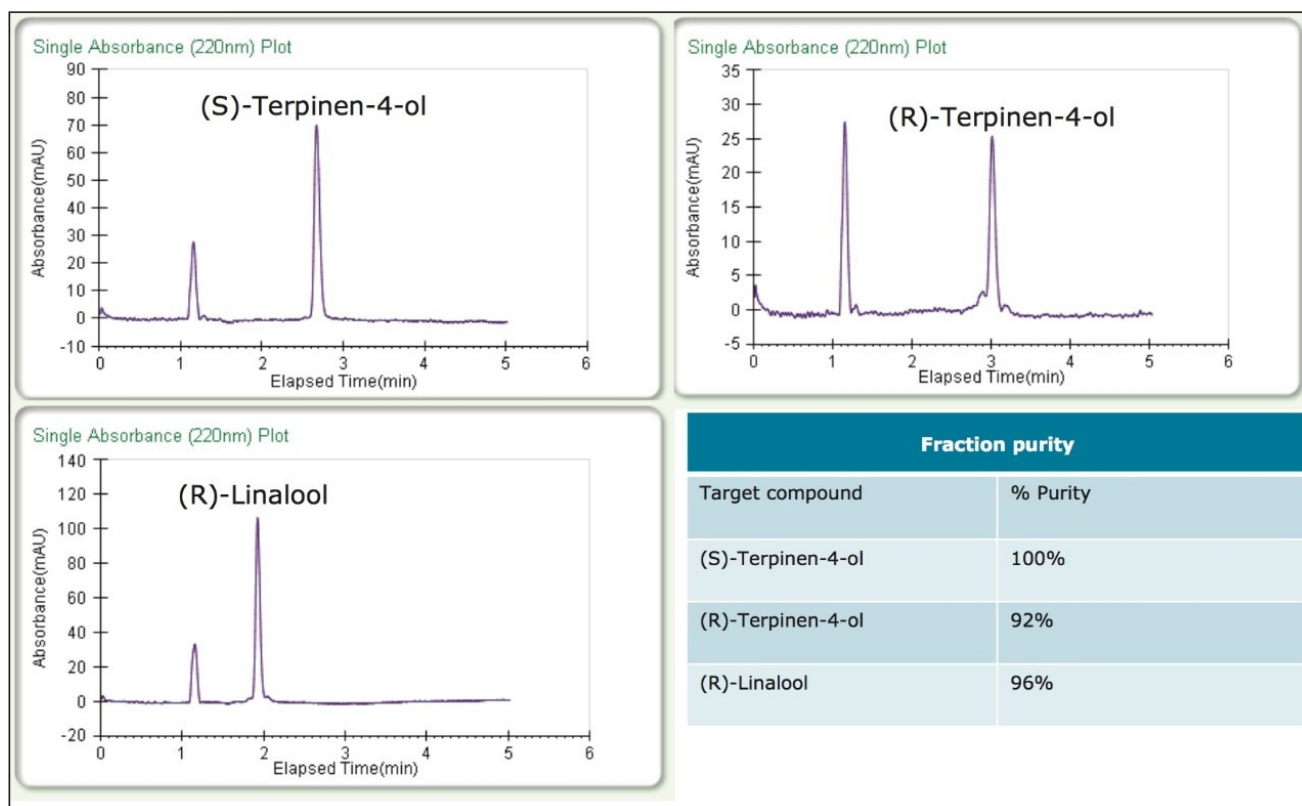 Single Absorbance (220nm) Plot
(S)-Terpinen-4-ol
Absorbance(mAU)
90
80
70
60
50
40
30
20
10
0
-10
0 1 2 3 4 5 6
Elapsed Time(min)
Single Absorbance (220nm) Plot
(R)-Terpinen-4-ol
Absorbance(mAU)
35
30
25
20
15
10
5
0
-5
0 1 2 3 4 5 6
Elapsed Time(min)
Single Absorbance (220nm) Plot
(R)-Linalool
Absorbance(mAU)
140
120
100
80
60
40
20
0
-20
0 1 2 3 4 5 6
Elapsed Time(min)
Fraction purity
Target compound % Purity
(S)-Terpinen-4-ol 100%
(R)-Terpinen-4-ol 92%
(R)-Linalool 96%